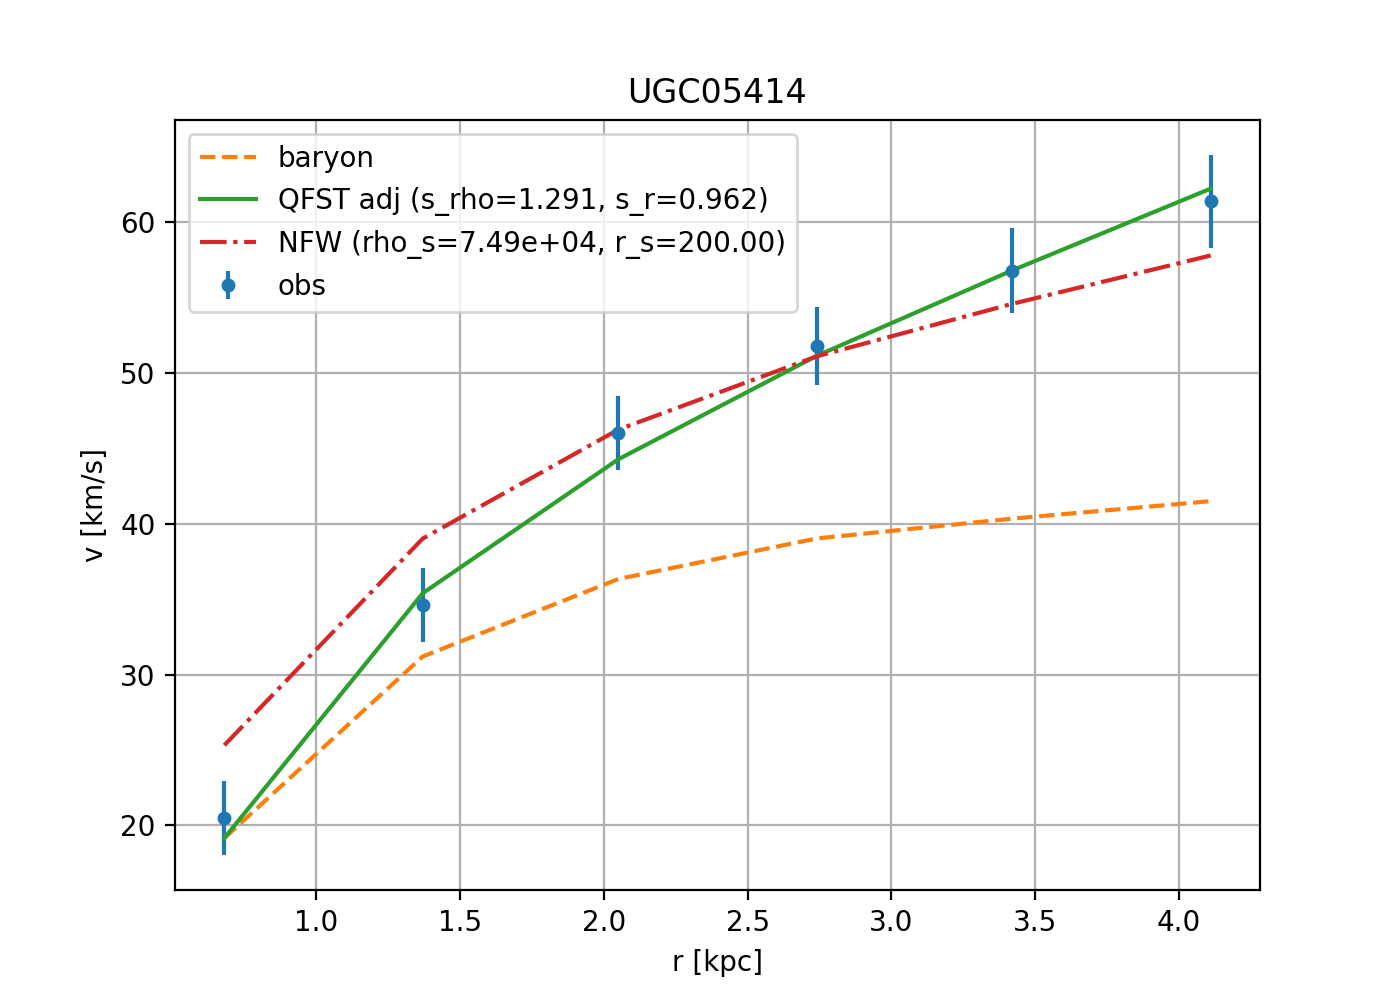 UGC05414
baryon
QFST adj (s_rho=1.291, s_r=0.962)
NFW (rho_s=7.49e+04, r_s=200.00)
obs
60
50
40
30
20
v [km/s]
1.0 1.5 2.0 2.5 3.0 3.5 4.0
r [kpc]